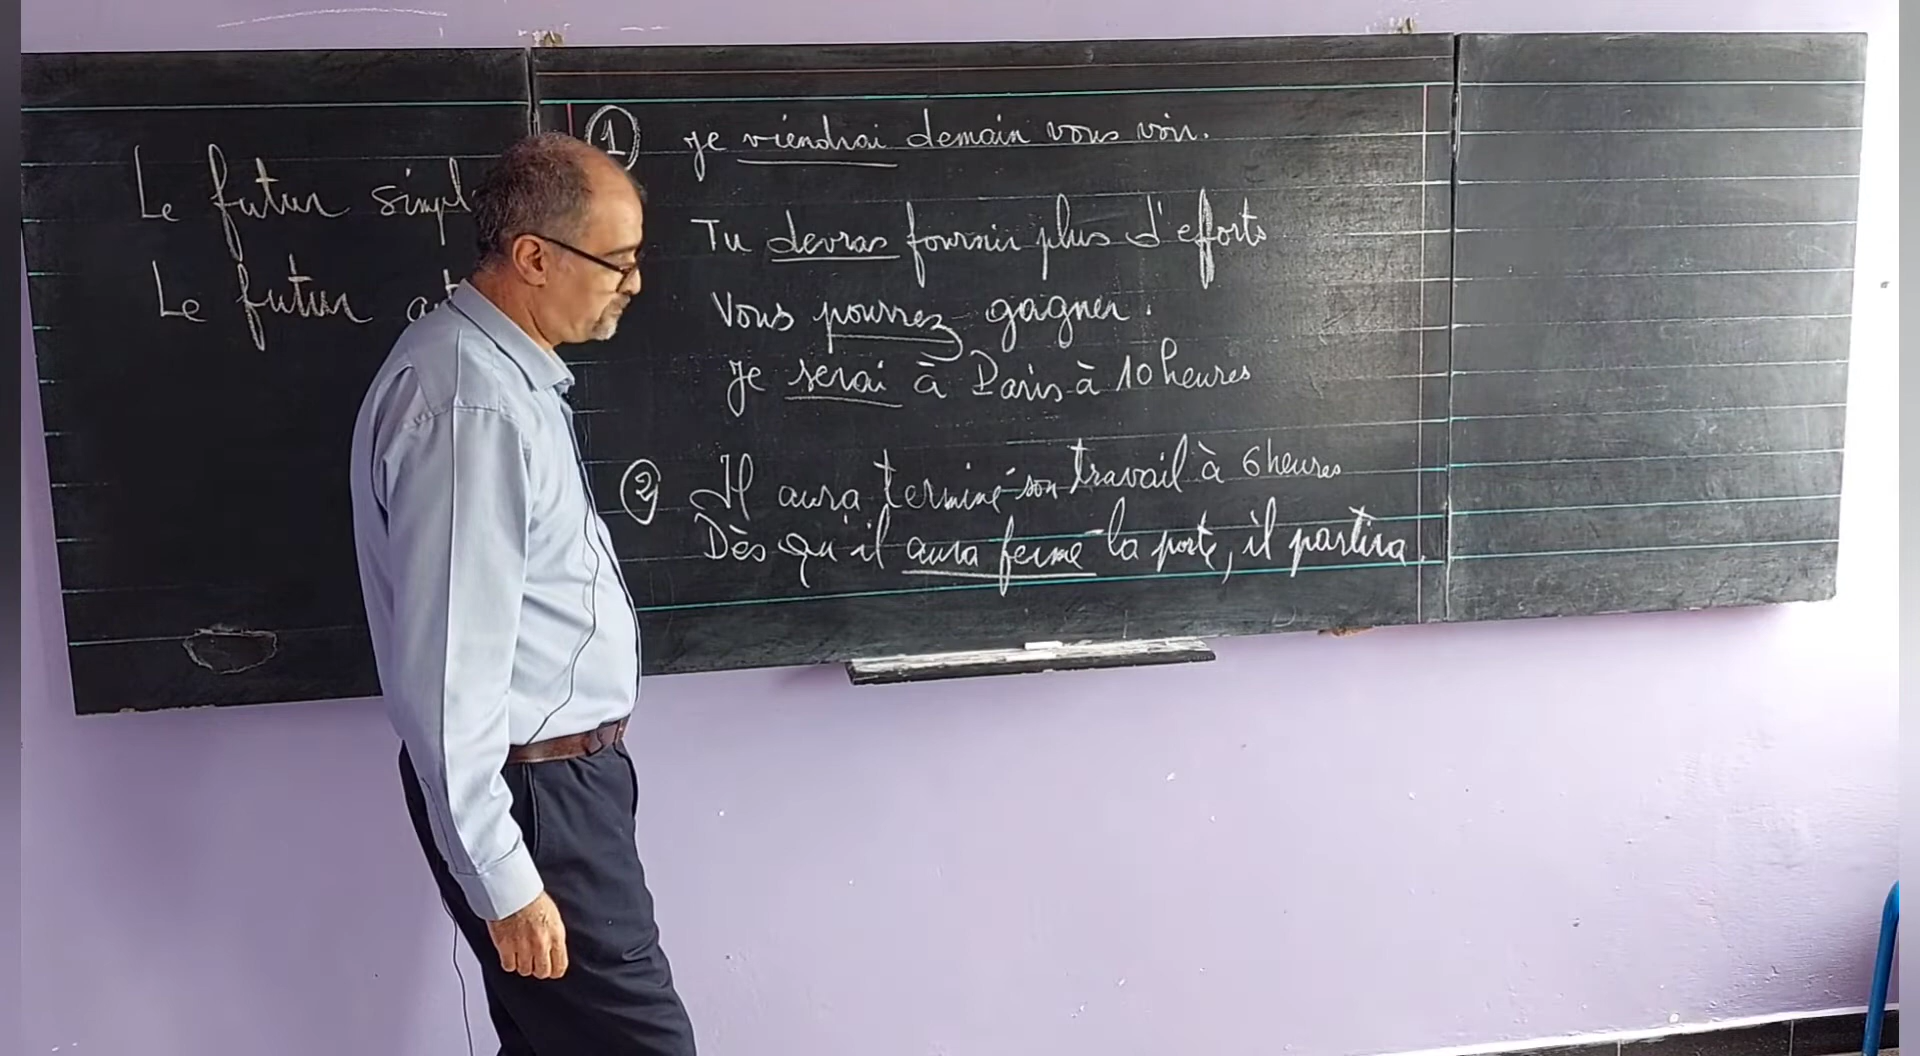 Le futur simpl
Le futur
1 je viendrai demain vous voir.
Tu devras fournir plus d'eforts
Vous pourrez gagner.
je serai à Paris à 10 heures
2 Il aura terminé son travail à 6 heures
Dès qu'il aura fermé la porte, il partira.